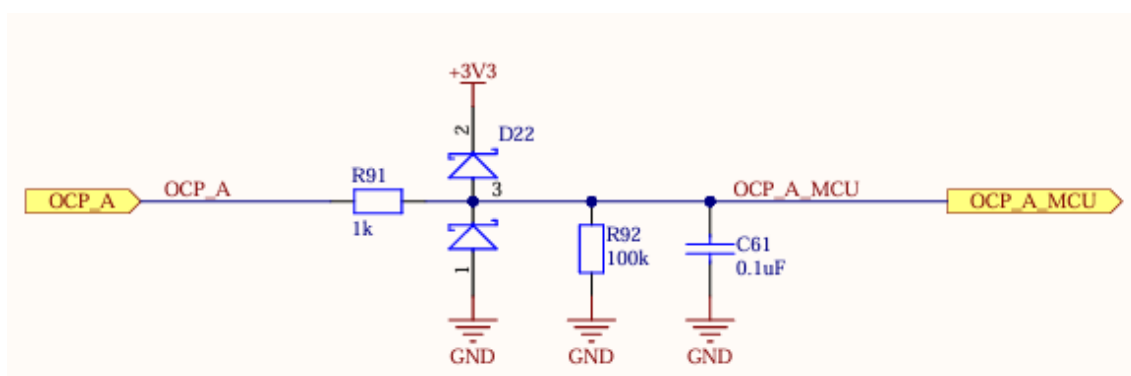 +3V3
2
D22
R91
OCP_A
OCP_A
3
OCP_A_MCU
OCP_A_MCU
1k
R92
100k
C61
0.1uF
1
GND
GND
GND